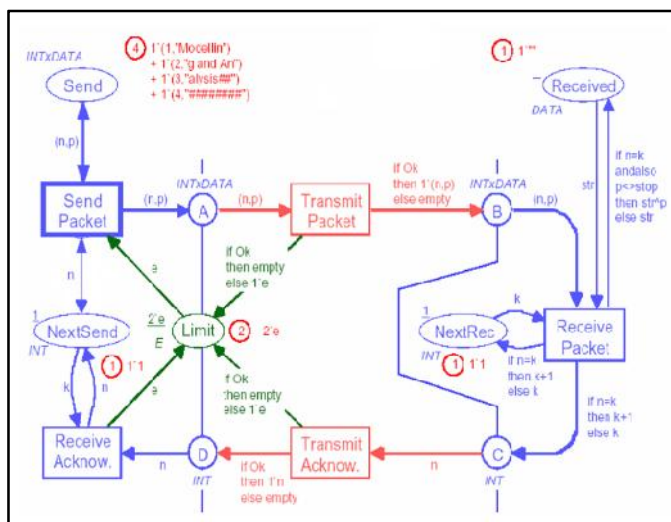 INTxDATA
4 1`(1,"Mocellin")
+ 1`(2,"g and An")
+ 1`(3,"alysis##")
+ 1`(4,"########")
1 1`""
Send
Received
DATA
(n,p)
if n=k
andalso
p<>stop
then str^p
else str
str
Send
Packet
(n,p)
INTxDATA
A
(n,p)
Transmit
Packet
if Ok
then 1`(n,p)
else empty
INTxDATA
B
(n,p)
n
e
if Ok
then empty
else 1`e
1
NextSend
INT
2`e
E
Limit
2 2`e
1
NextRec
INT
1 1`1
k
Receive
Packet
1 1`1
k
n
e
if Ok
then empty
else 1`e
if n=k
then k+1
else k
if n=k
then k+1
else k
Receive
Acknow.
n
D
INT
if Ok
then 1`n
else empty
Transmit
Acknow.
n
C
INT